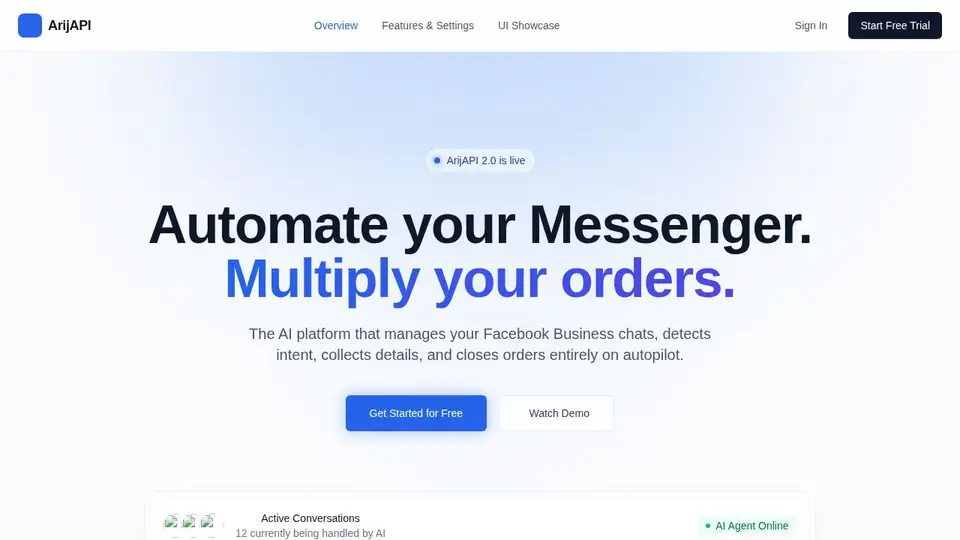 ArijAPI
Overview
Features & Settings
UI Showcase
Sign In
Start Free Trial
ArijAPI 2.0 is live
Automate your Messenger.
Multiply your orders.
The AI platform that manages your Facebook Business chats, detects
intent, collects details, and closes orders entirely on autopilot.
Get Started for Free
Watch Demo
Active Conversations
12 currently being handled by AI
AI Agent Online